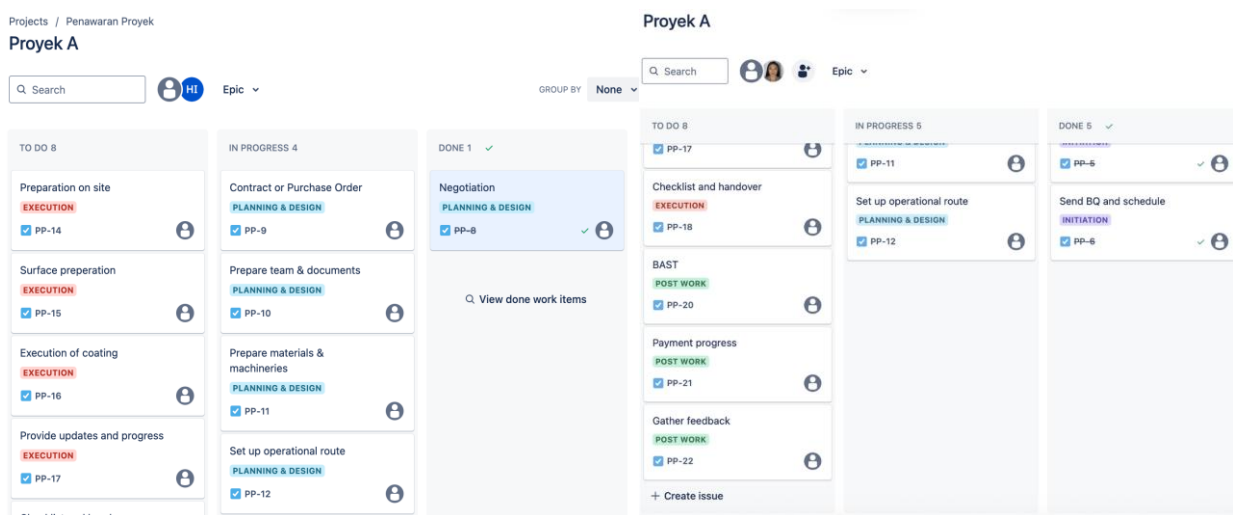 Projects / Penawaran Proyek
Proyek A
Search
HI
Epic
GROUP BY None
TO DO 8
Preparation on site
EXECUTION
PP-14
Surface preperation
EXECUTION
PP-15
Execution of coating
EXECUTION
PP-16
Provide updates and progress
EXECUTION
PP-17
IN PROGRESS 4
Contract or Purchase Order
PLANNING & DESIGN
PP-9
Prepare team & documents
PLANNING & DESIGN
PP-10
Prepare materials &
machineries
PLANNING & DESIGN
PP-11
Set up operational route
PLANNING & DESIGN
PP-12
DONE 1
Negotiation
PLANNING & DESIGN
PP-8
View done work items
Proyek A
Search
Epic
TO DO 8
PP-17
Checklist and handover
EXECUTION
PP-18
BAST
POST WORK
PP-20
Payment progress
POST WORK
PP-21
Gather feedback
POST WORK
PP-22
+ Create issue
IN PROGRESS 5
PLANNING & DESIGN
PP-11
Set up operational route
PLANNING & DESIGN
PP-12
DONE 5
INITIATION
PP-5
Send BQ and schedule
INITIATION
PP-6